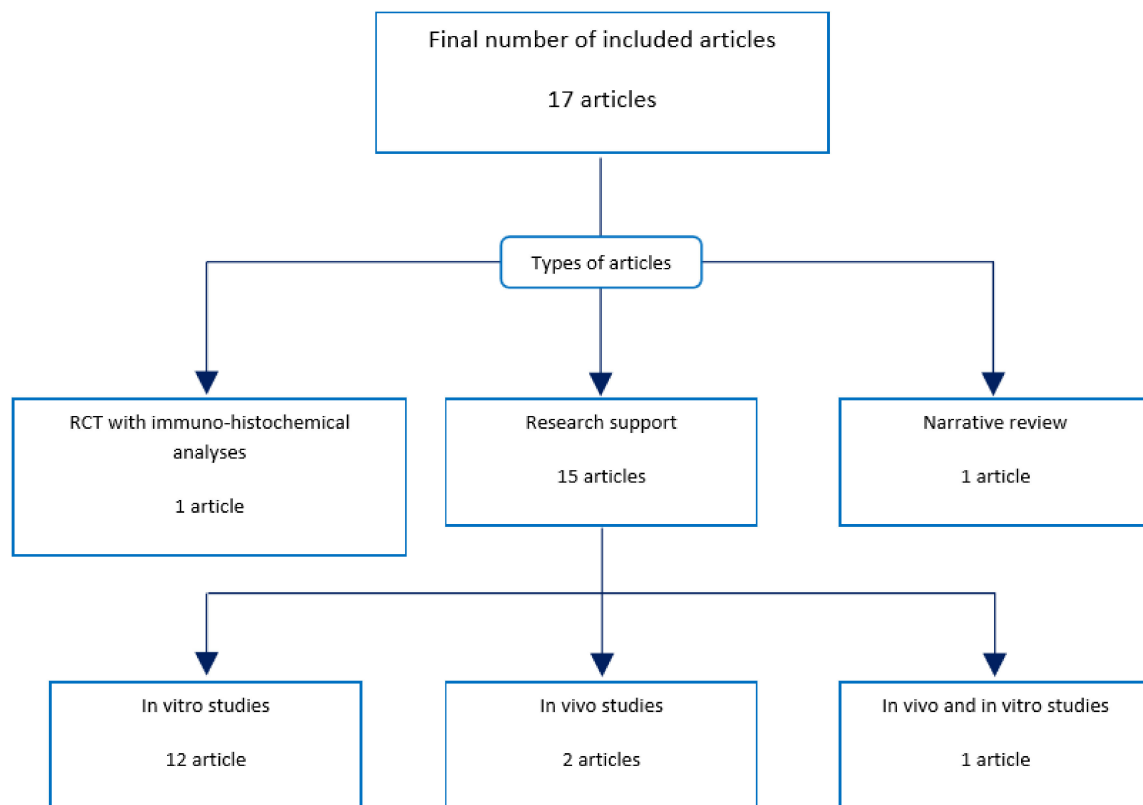 Final number of included articles
17 articles
Types of articles
RCT with immuno-histochemical
analyses
1 article
Research support
15 articles
Narrative review
1 article
In vitro studies
12 article
In vivo studies
2 articles
In vivo and in vitro studies
1 article